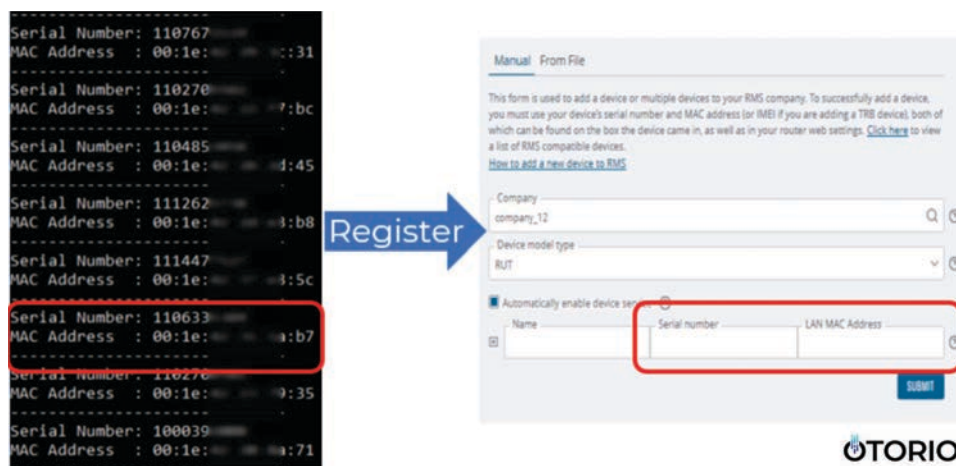 Serial Number: 110767
MAC Address : 00:1e: :31
Serial Number: 110270
MAC Address : 00:1e: :bc
Serial Number: 110485
MAC Address : 00:1e: :45
Serial Number: 111262
MAC Address : 00:1e: :b8
Serial Number: 111447
MAC Address : 00:1e: :5c
Serial Number: 110633
MAC Address : 00:1e: a:b7
Serial Number: 110270
MAC Address : 00:1e: :35
Serial Number: 100039
MAC Address : 00:1e: a:71
Register
Manual From File
This form is used to add a device or multiple devices to your RMS company. To successfully add a device,
you must use your device's serial number and MAC address (or IMEI if you are adding a TRB device), both of
which can be found on the box the device came in, as well as in your router web settings. Click here to view
a list of RMS compatible devices.
How to add a new device to RMS
Company
company_12
Device model type
RUT
Automatically enable device
Name Serial number LAN MAC Address
SUBMIT
OTORIO